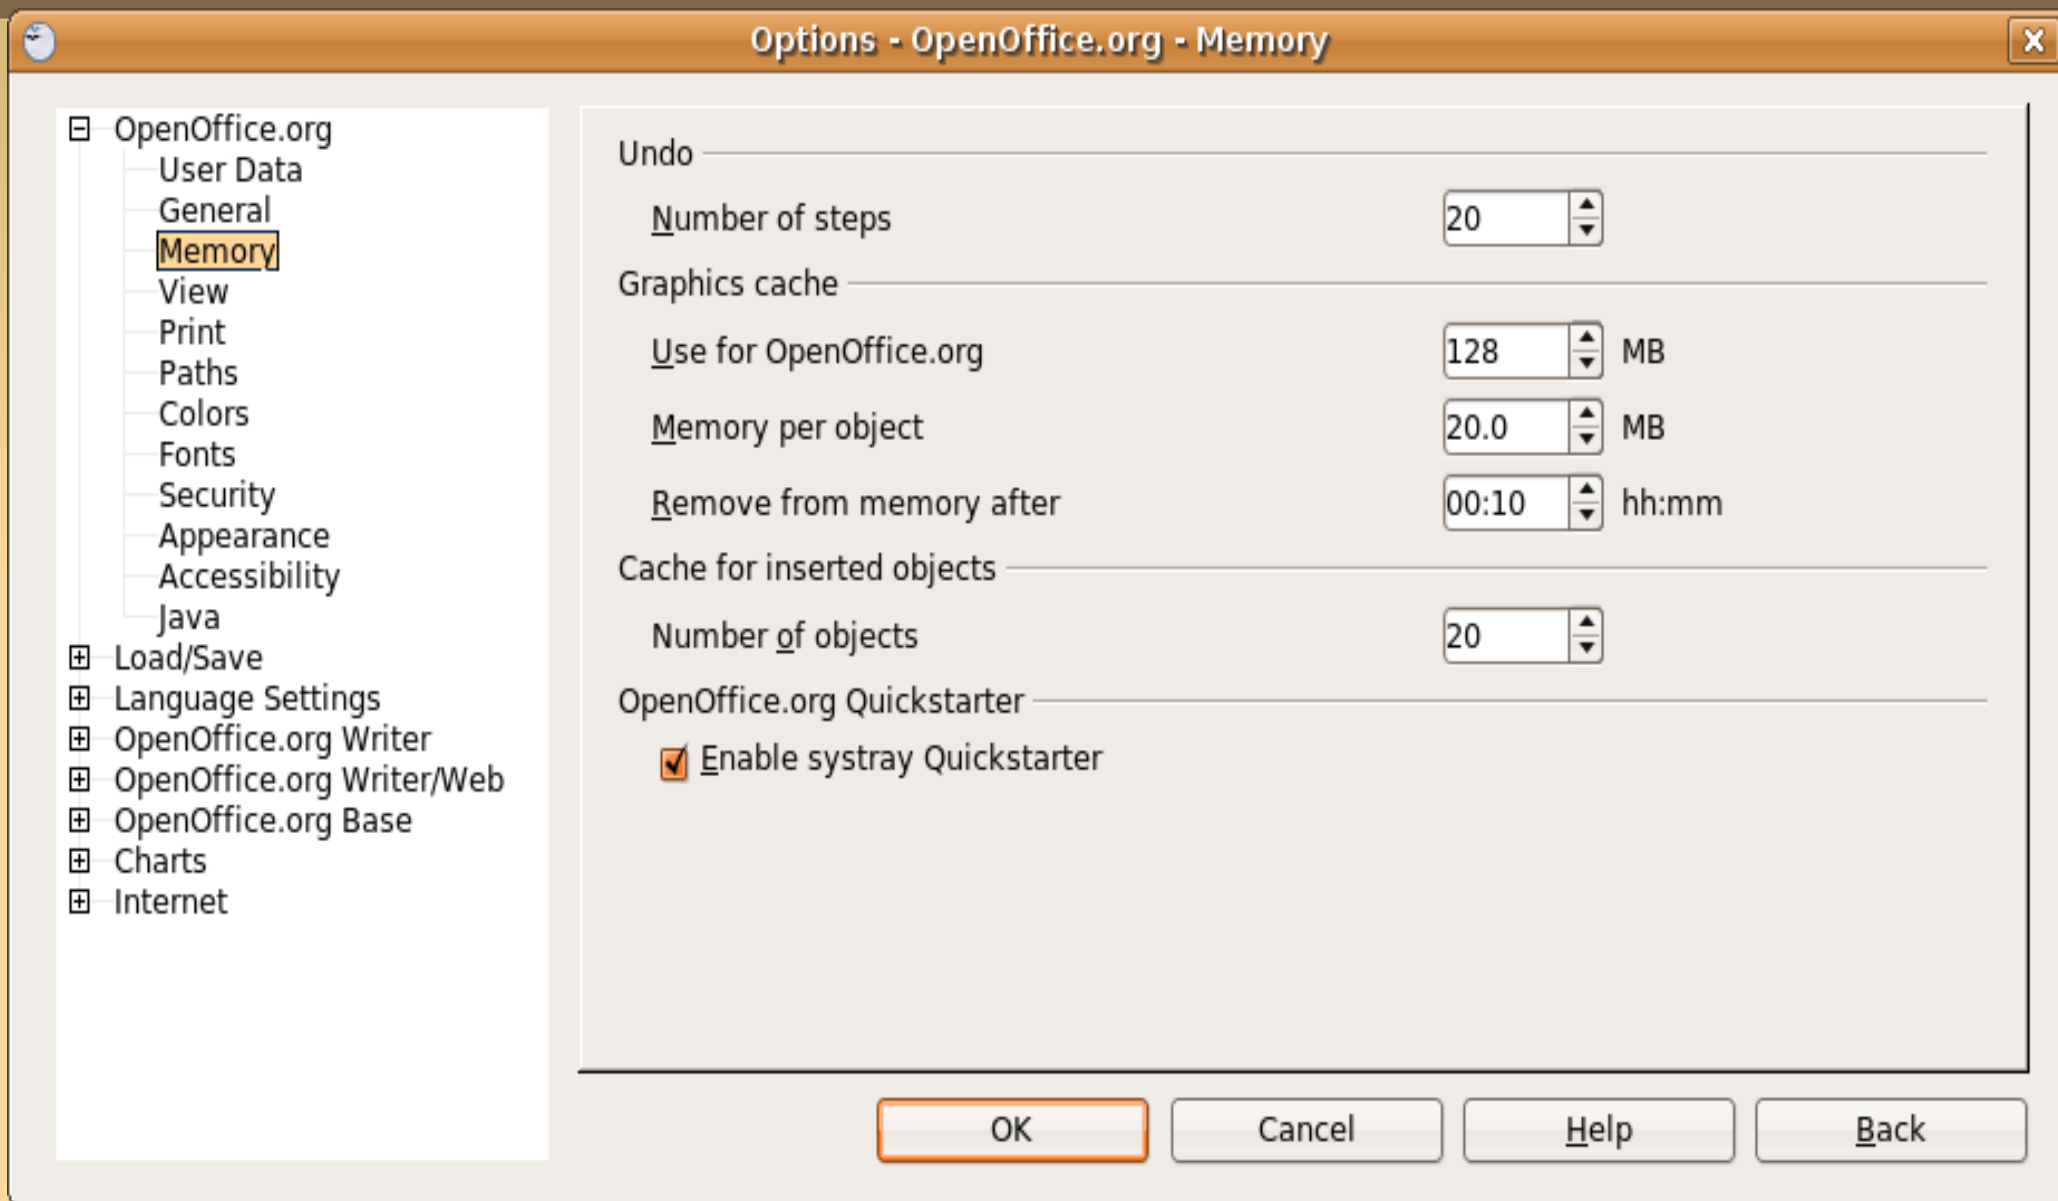 Options - OpenOffice.org - Memory
OpenOffice.org
User Data
General
Memory
View
Print
Paths
Colors
Fonts
Security
Appearance
Accessibility
Java
Load/Save
Language Settings
OpenOffice.org Writer
OpenOffice.org Writer/Web
OpenOffice.org Base
Charts
Internet
Undo
Number of steps 20
Graphics cache
Use for OpenOffice.org 128 MB
Memory per object 20.0 MB
Remove from memory after 00:10 hh:mm
Cache for inserted objects
Number of objects 20
OpenOffice.org Quickstarter
Enable systray Quickstarter
OK Cancel Help Back